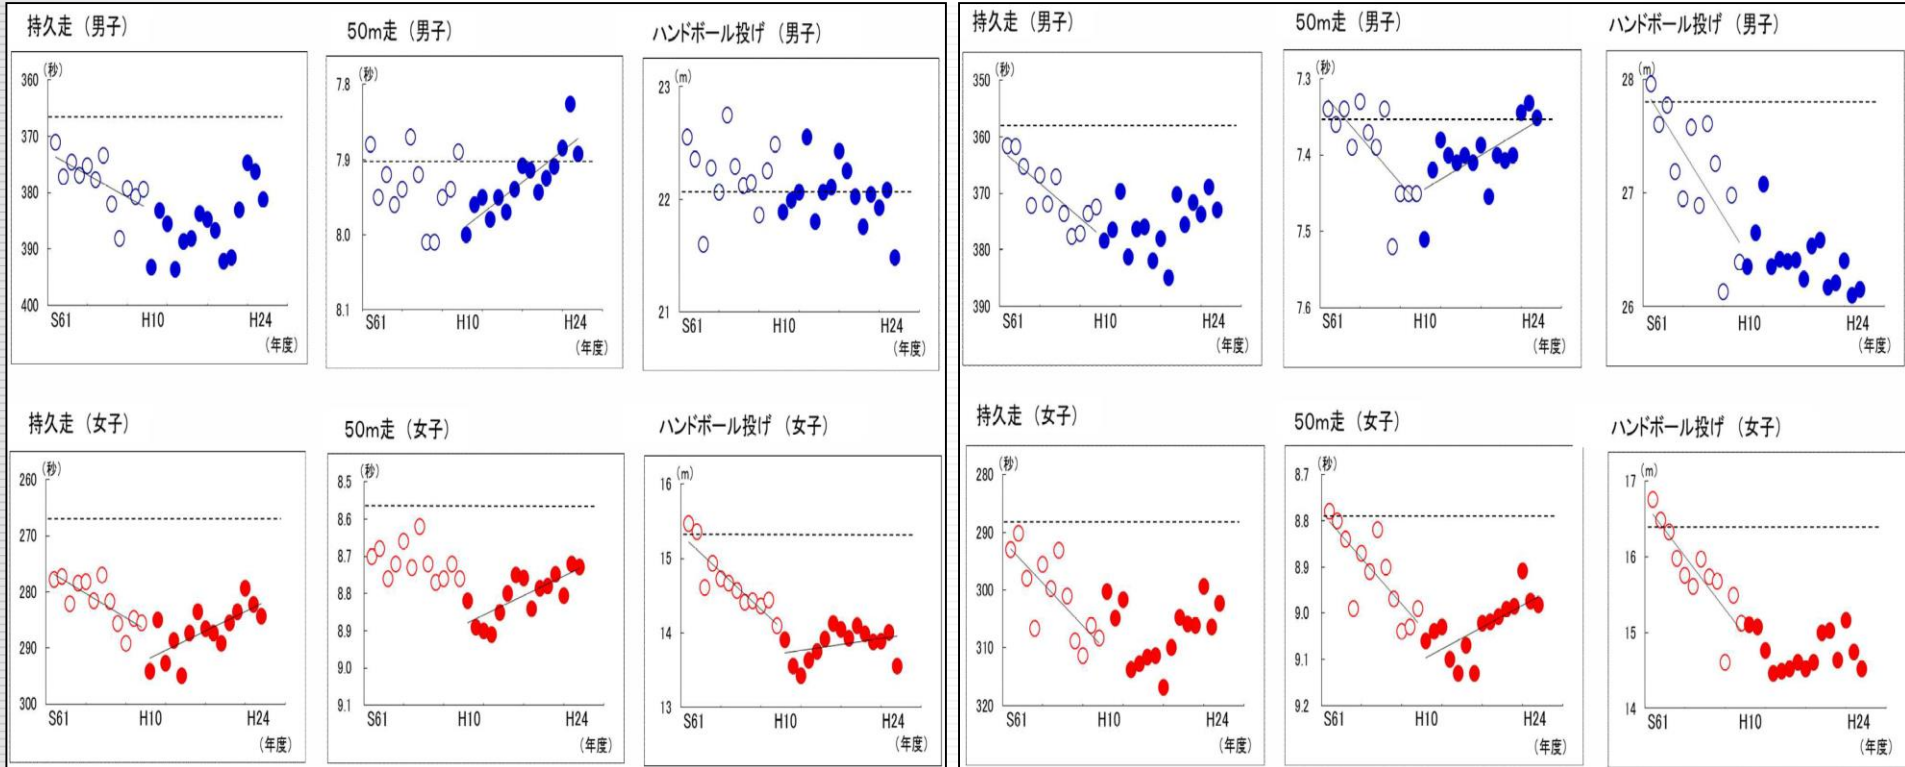 持久走（男子）
(秒)
360
370
380
390
400
S61
H10
H24
(年度)
50m走（男子）
(秒)
7.8
7.9
8.0
8.1
S61
H10
H24
(年度)
ハンドボール投げ（男子）
(m)
23
22
21
S61
H10
H24
(年度)
持久走（女子）
(秒)
260
270
280
290
300
S61
H10
H24
(年度)
50m走（女子）
(秒)
8.5
8.6
8.7
8.8
8.9
9.0
9.1
S61
H10
H24
(年度)
ハンドボール投げ（女子）
(m)
16
15
14
13
S61
H10
H24
(年度)
持久走（男子）
(秒)
350
360
370
380
390
S61
H10
H24
(年度)
50m走（男子）
(秒)
7.3
7.4
7.5
7.6
S61
H10
H24
(年度)
ハンドボール投げ（男子）
(m)
28
27
26
S61
H10
H24
(年度)
持久走（女子）
(秒)
280
290
300
310
320
S61
H10
H24
(年度)
50m走（女子）
(秒)
8.7
8.8
8.9
9.0
9.1
9.2
S61
H10
H24
(年度)
ハンドボール投げ（女子）
(m)
17
16
15
14
S61
H10
H24
(年度)